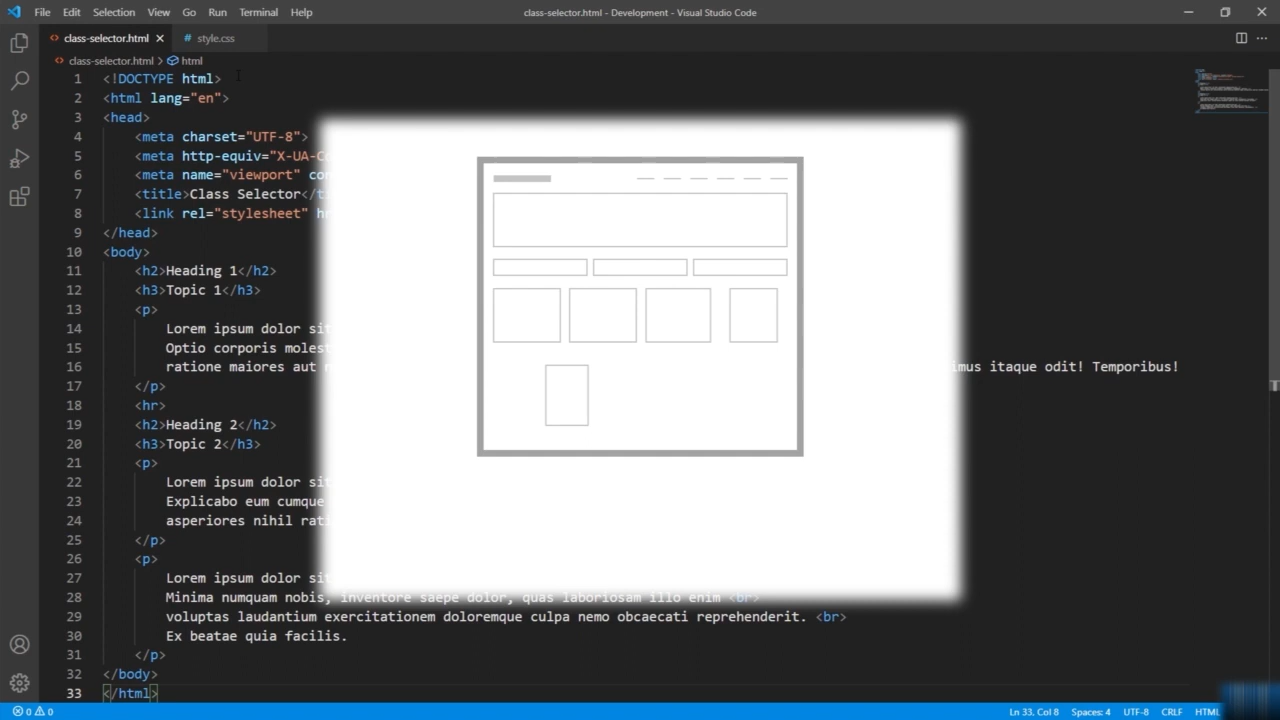 File Edit Selection View Go Run Terminal Help
class-selector.html - Development - Visual Studio Code
<> class-selector.html × # style.css
<> class-selector.html > html
1 <!DOCTYPE html>
2 <html lang="en">
3 <head>
4 <meta charset="UTF-8">
5 <meta http-equiv="X-UA-Co
6 <meta name="viewport" con
7 <title>Class Selector</t
8 <link rel="stylesheet" h
9 </head>
10 <body>
11 <h2>Heading 1</h2>
12 <h3>Topic 1</h3>
13 <p>
14 Lorem ipsum dolor sit
15 Optio corporis molest
16 ratione maiores aut imus itaque odit! Temporibus!
17 </p>
18 <hr>
19 <h2>Heading 2</h2>
20 <h3>Topic 2</h3>
21 <p>
22 Lorem ipsum dolor sit
23 Explicabo eum cumque
24 asperiores nihil rati
25 </p>
26 <p>
27 Lorem ipsum dolor sit
28 Minima numquam nobis, inventore saepe dolor, quas laboriosam illo enim <br>
29 voluptas laudantium exercitationem doloremque culpa nemo obcaecati reprehenderit. <br>
30 Ex beatae quia facilis.
31 </p>
32 </body>
33 </html>
0 0 Ln 33, Col 8 Spaces: 4 UTF-8 CRLF HTML